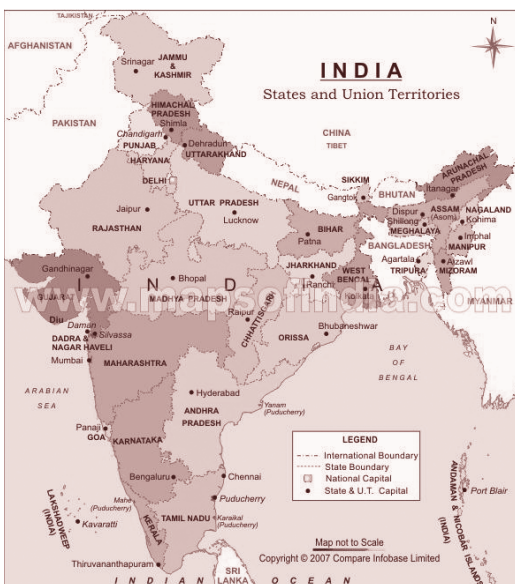 TAJIKISTAN
AFGHANISTAN
N
Srinagar
JAMMU
&
KASHMIR
INDIA
States and Union Territories
HIMACHAL
PRADESH
Shimla
PAKISTAN
Chandigarh
PUNJAB
Dehradun
UTTARAKHAND
CHINA
TIBET
HARYANA
DELHI
NEPAL
SIKKIM
Gangtok
BHUTAN
ARUNACHAL
PRADESH
Itanagar
Jaipur
RAJASTHAN
UTTAR PRADESH
Lucknow
BIHAR
Patna
Dispur
ASSAM
(Asom)
NAGALAND
Kohima
Shillong
MEGHALAYA
Imphal
MANIPUR
BANGLADESH
Agartala
TRIPURA
Aizawl
MIZORAM
JHARKHAND
Ranchi
WEST
BENGAL
Kolkata
Gandhinagar
GUJARAT
I N D I A
Bhopal
MADHYA PRADESH
www.mapsofindia.com
MYANMAR
Diu
Daman
Silvassa
DADRA &
NAGAR HAVELI
Raipur
CHHATTISGARH
ORISSA
Bhubaneshwar
Mumbai
MAHARASHTRA
BAY
OF
BENGAL
ARABIAN
SEA
Hyderabad
ANDHRA
PRADESH
Yanam
(Puducherry)
Panaji
GOA
KARNATAKA
LEGEND
International Boundary
State Boundary
National Capital
State & U.T. Capital
Bengaluru
Chennai
Mahe
(Puducherry)
Puducherry
Karaikal
(Puducherry)
LAKSHADWEEP
(INDIA)
Kavaratti
KERALA
TAMIL NADU
Thiruvananthapuram
ANDAMAN & NICOBAR ISLANDS
(INDIA)
Port Blair
Map not to Scale
Copyright © 2007 Compare Infobase Limited
SRI
LANKA
INDIAN OCEAN